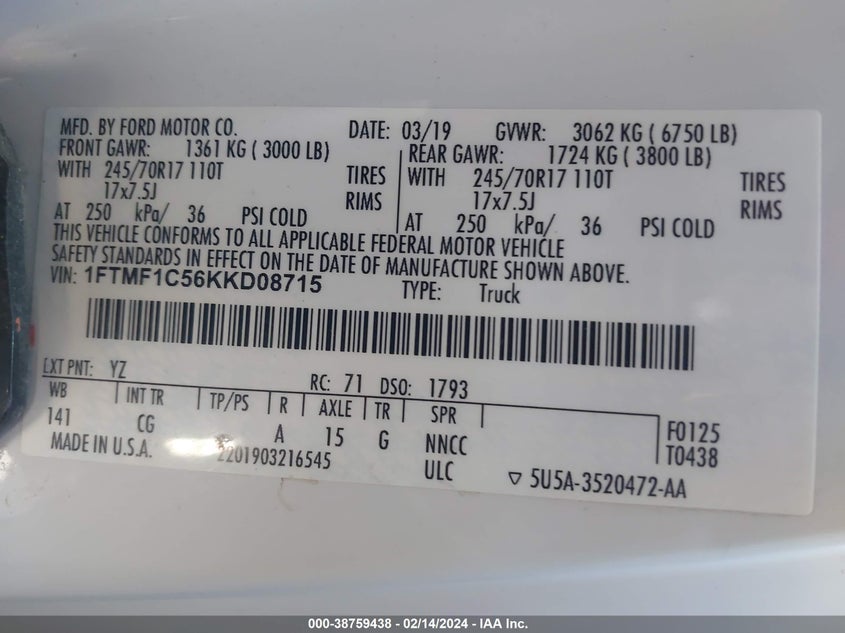 MFD. BY FORD MOTOR CO. DATE: 03/19 GVWR: 3062 KG ( 6750 LB)
FRONT GAWR: 1361 KG ( 3000 LB) REAR GAWR: 1724 KG ( 3800 LB)
WITH 245/70R17 110T TIRES WITH 245/70R17 110T TIRES
17x7.5J RIMS 17x7.5J RIMS
AT 250 kPa/ 36 PSI COLD AT 250 kPa/ 36 PSI COLD
THIS VEHICLE CONFORMS TO ALL APPLICABLE FEDERAL MOTOR VEHICLE
SAFETY STANDARDS IN EFFECT ON THE DATE OF MANUFACTURE SHOWN ABOVE.
VIN: 1FTMF1C56KKD08715 TYPE: Truck
EXT PNT: YZ RC: 71 DSO: 1793
WB INT TR TP/PS R AXLE TR SPR
141 CG A 15 G NNCC F0125
MADE IN U.S.A. 2201903216545 ULC T0438
5U5A-3520472-AA
000-38759438 - 02/14/2024 - IAA Inc.